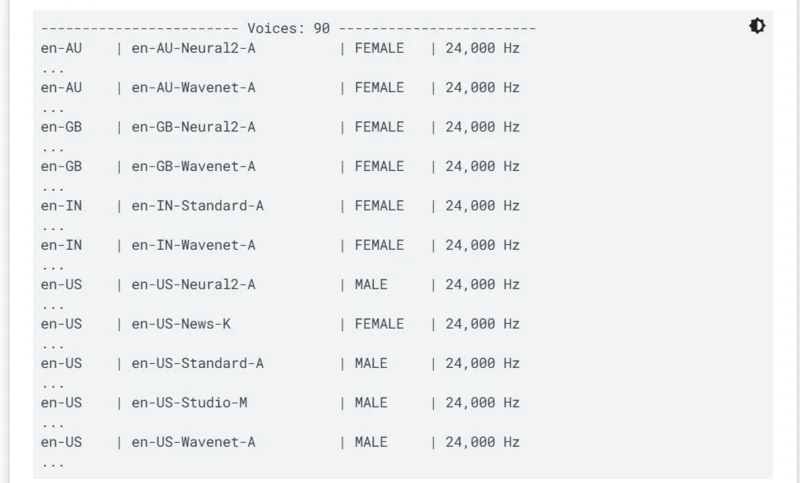 ------------------------ Voices: 90 ------------------------
en-AU    | en-AU-Neural2-A          | FEMALE   | 24,000 Hz
...
en-AU    | en-AU-Wavenet-A          | FEMALE   | 24,000 Hz
...
en-GB    | en-GB-Neural2-A          | FEMALE   | 24,000 Hz
...
en-GB    | en-GB-Wavenet-A          | FEMALE   | 24,000 Hz
...
en-IN    | en-IN-Standard-A         | FEMALE   | 24,000 Hz
...
en-IN    | en-IN-Wavenet-A          | FEMALE   | 24,000 Hz
...
en-US    | en-US-Neural2-A          | MALE     | 24,000 Hz
...
en-US    | en-US-News-K             | FEMALE   | 24,000 Hz
...
en-US    | en-US-Standard-A         | MALE     | 24,000 Hz
...
en-US    | en-US-Studio-M           | MALE     | 24,000 Hz
...
en-US    | en-US-Wavenet-A          | MALE     | 24,000 Hz
...